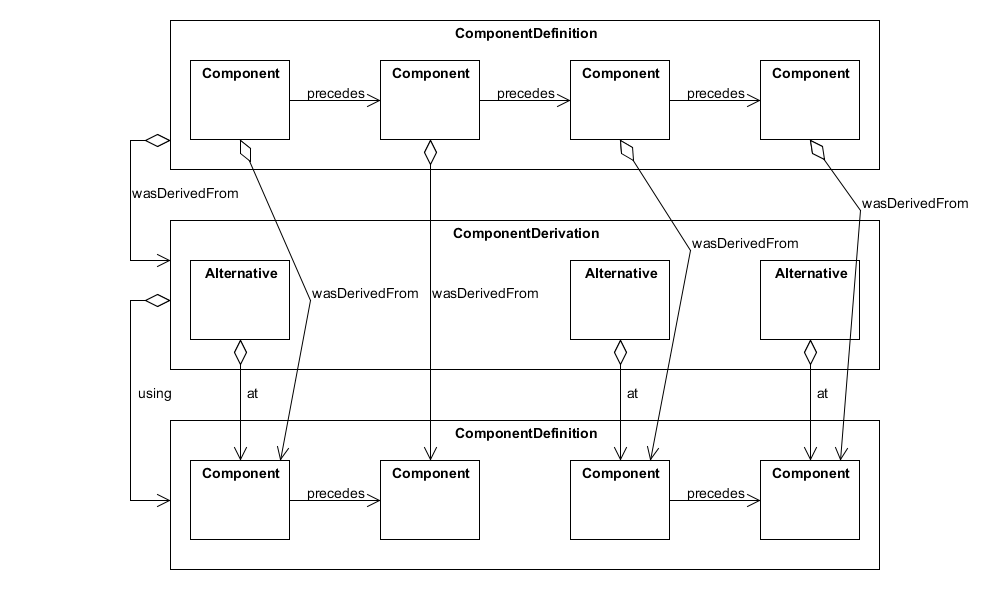 ComponentDefinition
Component
Component
Component
Component
precedes
precedes
precedes
wasDerivedFrom
wasDerivedFrom
ComponentDerivation
wasDerivedFrom
Alternative
Alternative
Alternative
wasDerivedFrom
wasDerivedFrom
using
at
at
at
ComponentDefinition
Component
Component
Component
Component
precedes
precedes